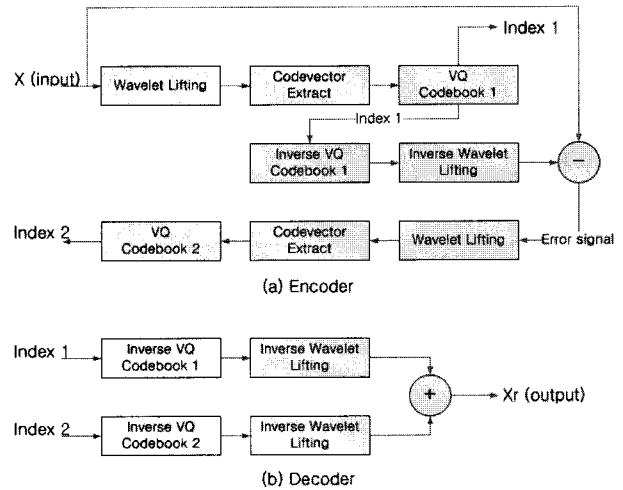 Index 1
X (input)
Wavelet Lifting
Codevector
Extract
VQ
Codebook 1
Index 1
Inverse VQ
Codebook 1
Inverse Wavelet
Lifting
−
Index 2
VQ
Codebook 2
Codevector
Extract
Wavelet Lifting
Error signal
(a) Encoder
Index 1
Inverse VQ
Codebook 1
Inverse Wavelet
Lifting
+
Xr (output)
Index 2
Inverse VQ
Codebook 2
Inverse Wavelet
Lifting
(b) Decoder